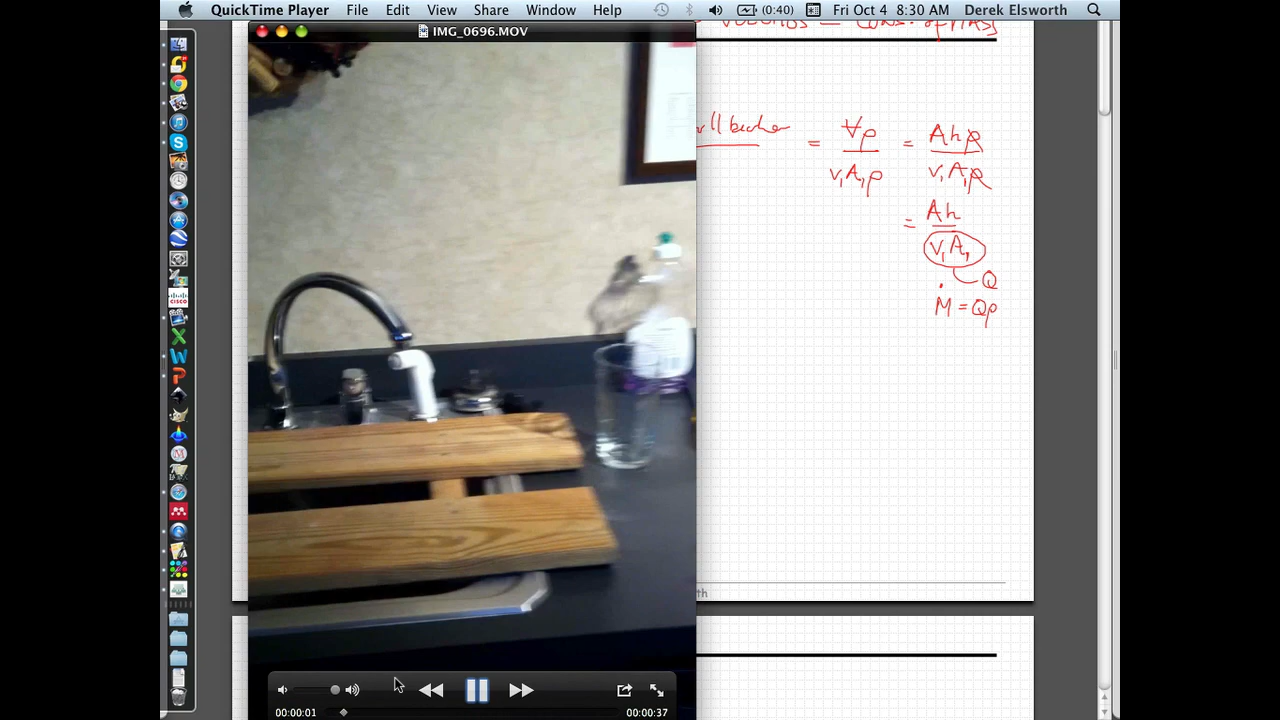 QuickTime Player File Edit View Share Window Help (0:40) Fri Oct 4 8:30 AM Derek Elsworth
IMG_0696.MOV
= ∀ρ / v₁A₁ρ = Ahρ / v₁A₁ρ
= Ah / v₁A₁
Q
Ṁ = Qρ
th
00:00:01 00:00:37